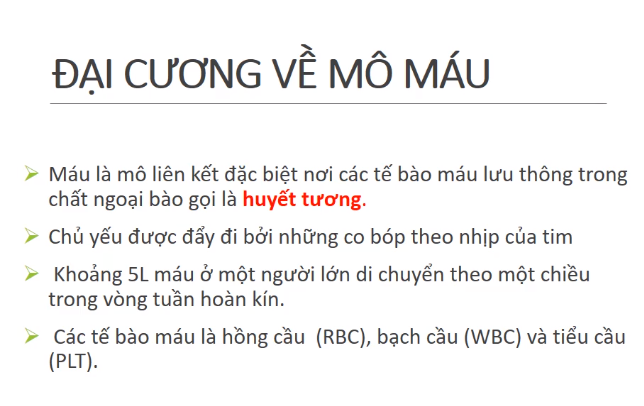 ĐẠI CƯƠNG VỀ MÔ MÁU
Máu là mô liên kết đặc biệt nơi các tế bào máu lưu thông trong
chất ngoại bào gọi là huyết tương.
Chủ yếu được đẩy đi bởi những co bóp theo nhịp của tim
Khoảng 5L máu ở một người lớn di chuyển theo một chiều
trong vòng tuần hoàn kín.
Các tế bào máu là hồng cầu (RBC), bạch cầu (WBC) và tiểu cầu
(PLT).